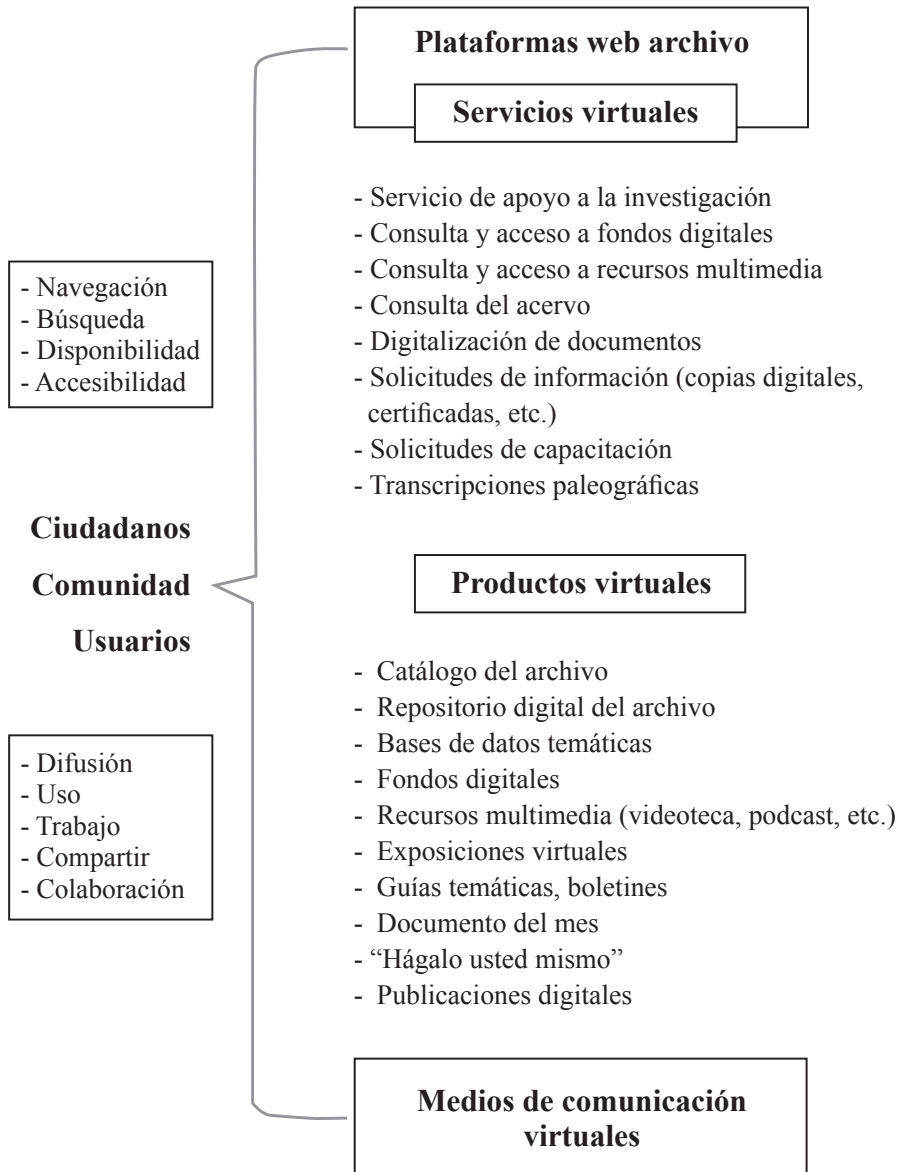 Plataformas web archivo
Servicios virtuales
- Servicio de apoyo a la investigación
- Consulta y acceso a fondos digitales
- Consulta y acceso a recursos multimedia
- Consulta del acervo
- Digitalización de documentos
- Solicitudes de información (copias digitales,
certificadas, etc.)
- Solicitudes de capacitación
- Transcripciones paleográficas
- Navegación
- Búsqueda
- Disponibilidad
- Accesibilidad
Ciudadanos
Comunidad
Usuarios
- Difusión
- Uso
- Trabajo
- Compartir
- Colaboración
Productos virtuales
- Catálogo del archivo
- Repositorio digital del archivo
- Bases de datos temáticas
- Fondos digitales
- Recursos multimedia (videoteca, podcast, etc.)
- Exposiciones virtuales
- Guías temáticas, boletines
- Documento del mes
- “Hágalo usted mismo”
- Publicaciones digitales
Medios de comunicación
virtuales